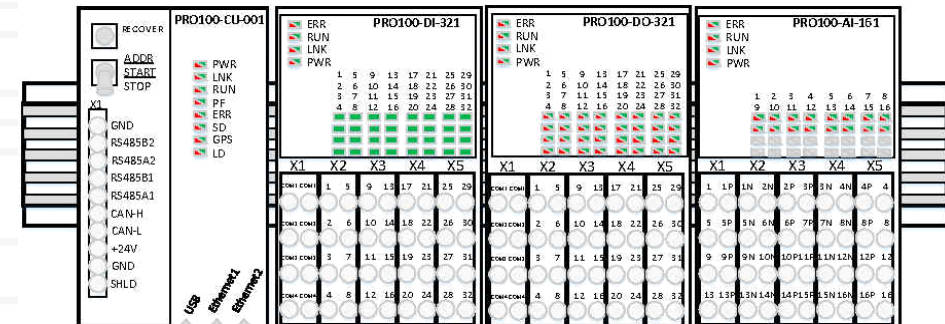 PRO100-CU-001
RECOVER
ADDR
START
STOP
PWR
LNK
RUN
PF
ERR
SD
GPS
LD
X1
GND
RS485B2
RS485A2
RS485B1
RS485A1
CAN-H
CAN-L
+24V
GND
SHLD
USB
Ethernet1
Ethernet2
PRO100-DI-321
ERR
RUN
LNK
PWR
1 5 9 13 17 21 25 29
2 6 10 14 18 22 26 30
3 7 11 15 19 23 27 31
4 8 12 16 20 24 28 32
X1 X2 X3 X4 X5
COM1 COM1 1 5 9 13 17 21 25 29
2 6 10 14 18 22 26 30
COM3 COM3 3 7 11 15 19 23 27 31
COM4 COM4 4 8 12 16 20 24 28 32
PRO100-DO-321
ERR
RUN
LNK
PWR
1 5 9 13 17 21 25 29
2 6 10 14 18 22 26 30
3 7 11 15 19 23 27 31
4 8 12 16 20 24 28 32
X1 X2 X3 X4 X5
COM1 COM1 1 5 9 13 17 21 25 29
2 6 10 14 18 22 26 30
COM3 COM3 3 7 11 15 19 23 27 31
COM4 COM4 4 8 12 16 20 24 28 32
PRO100-AI-161
ERR
RUN
LNK
PWR
1 2 3 4 5 6 7 8
9 10 11 12 13 14 15 16
X1 X2 X3 X4 X5
1 1P 1N 2N 2P 3P 3N 4N 4P 4
5 5P 5N 6N 6P 7P 7N 8N 8P 8
9 9P 9N 10N 10P 11P 11N 12N 12P 12
13 13P 13N 14N 14P 15P 15N 16N 16P 16